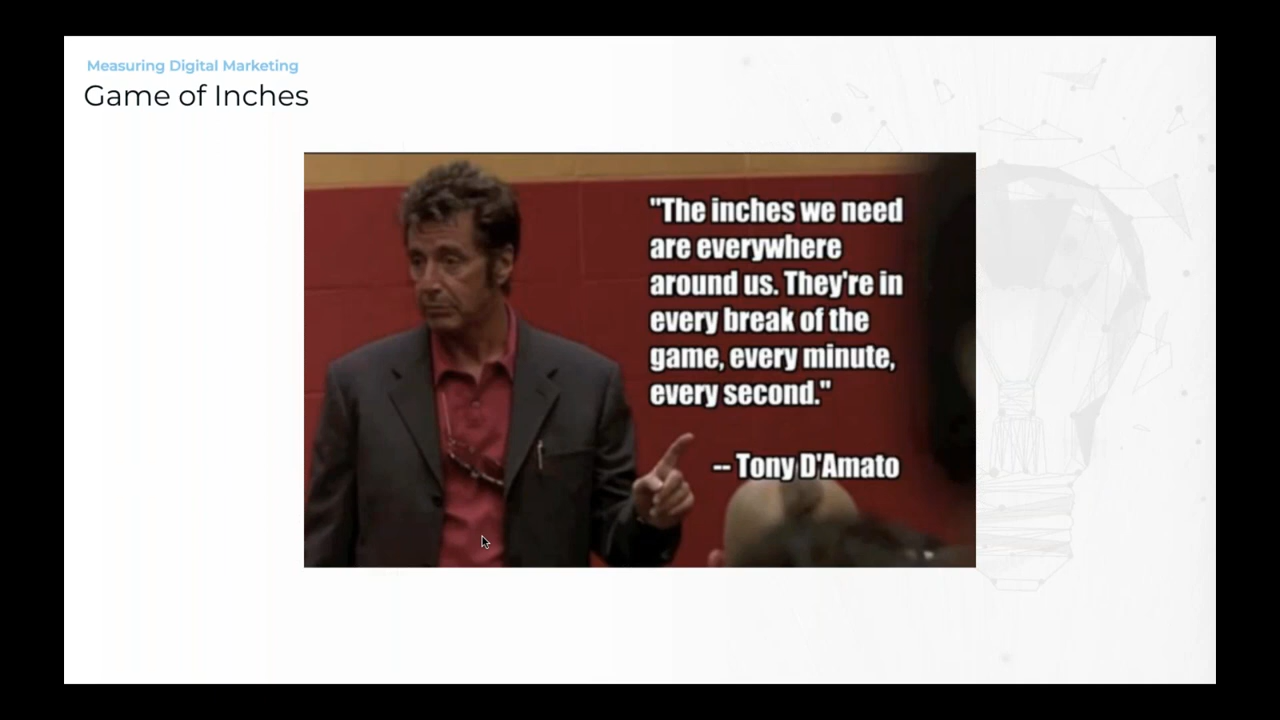 Measuring Digital Marketing
Game of Inches
"The inches we need
are everywhere
around us. They're in
every break of the
game, every minute,
every second."
-- Tony D'Amato